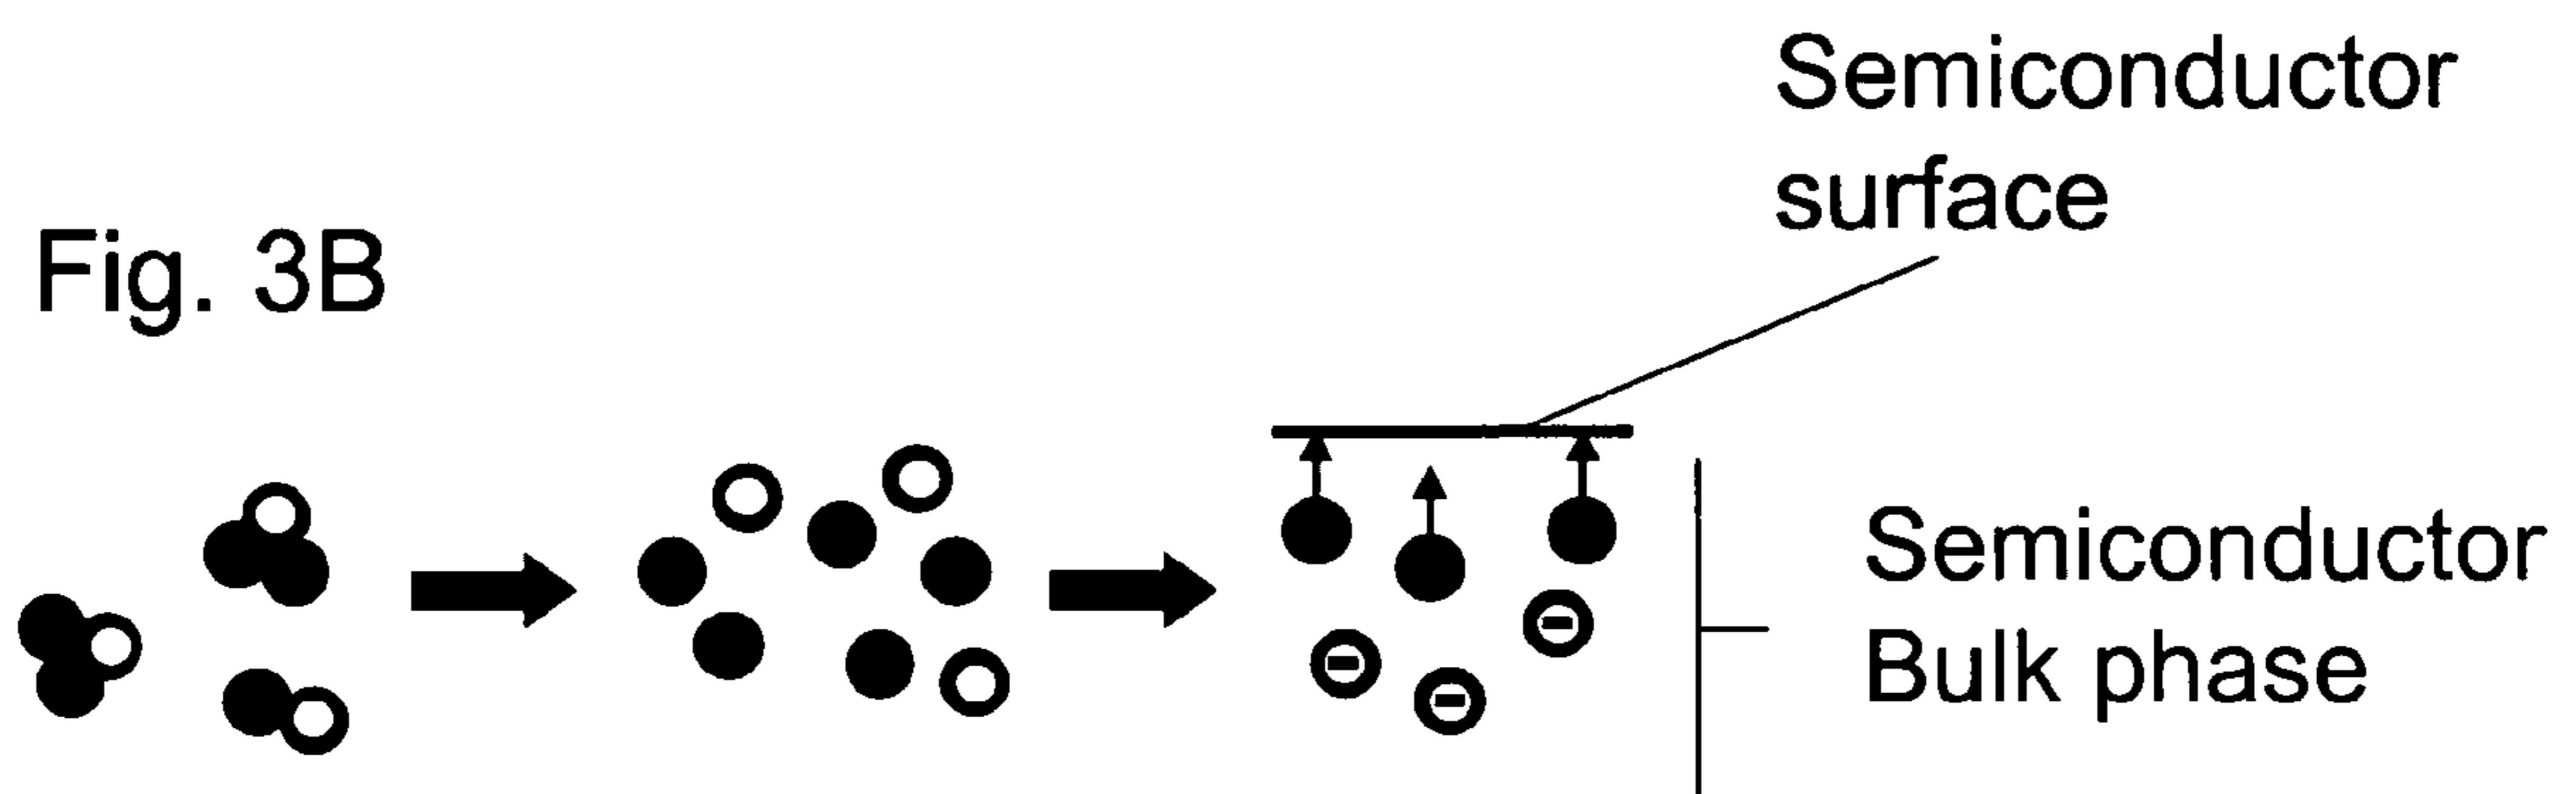 Fig. 3B
Semiconductor
surface
Semiconductor
Bulk phase